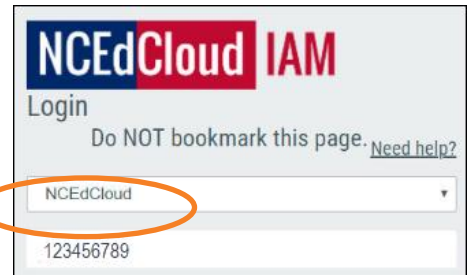 NCEdCloud IAM
Login
Do NOT bookmark this page. Need help?
NCEdCloud
123456789